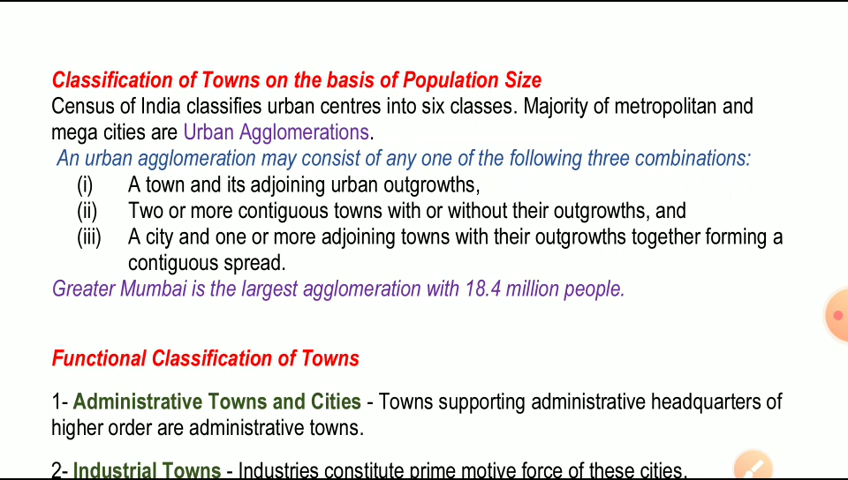 Classification of Towns on the basis of Population Size
Census of India classifies urban centres into six classes. Majority of metropolitan and
mega cities are Urban Agglomerations.
An urban agglomeration may consist of any one of the following three combinations:
(i) A town and its adjoining urban outgrowths,
(ii) Two or more contiguous towns with or without their outgrowths, and
(iii) A city and one or more adjoining towns with their outgrowths together forming a
contiguous spread.
Greater Mumbai is the largest agglomeration with 18.4 million people.
Functional Classification of Towns
1- Administrative Towns and Cities - Towns supporting administrative headquarters of
higher order are administrative towns.
2- Industrial Towns - Industries constitute prime motive force of these cities.